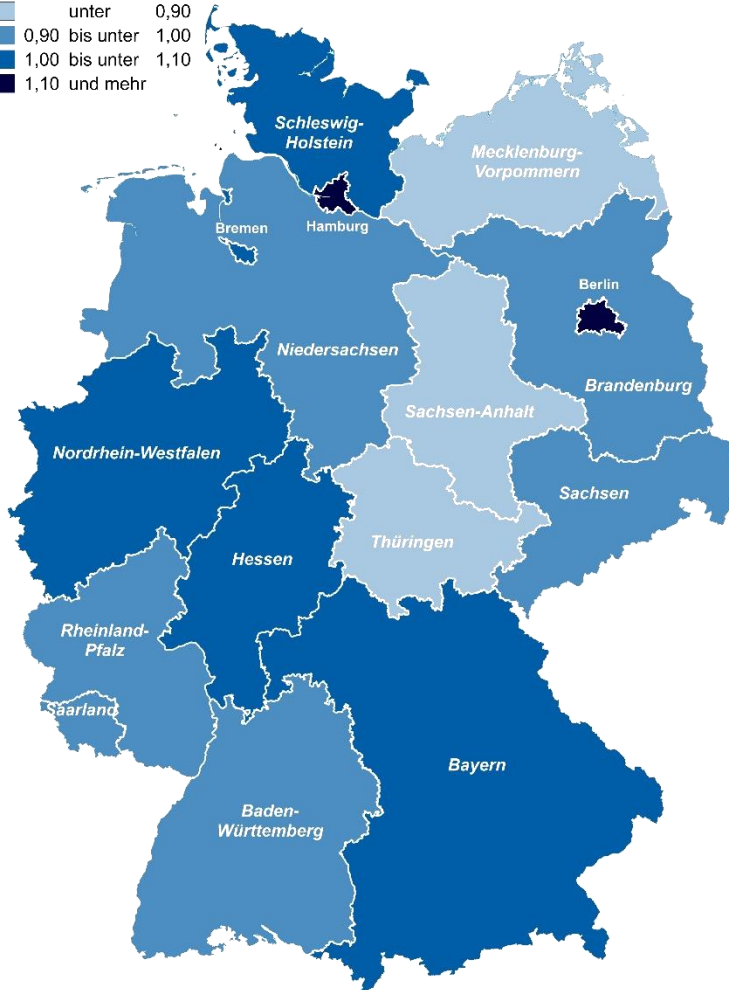 unter 0,90
0,90 bis unter 1,00
1,00 bis unter 1,10
1,10 und mehr
Schleswig-
Holstein
Mecklenburg-
Vorpommern
Hamburg
Bremen
Berlin
Niedersachsen
Brandenburg
Sachsen-Anhalt
Nordrhein-Westfalen
Sachsen
Thüringen
Hessen
Rheinland-
Pfalz
Saarland
Bayern
Baden-
Württemberg